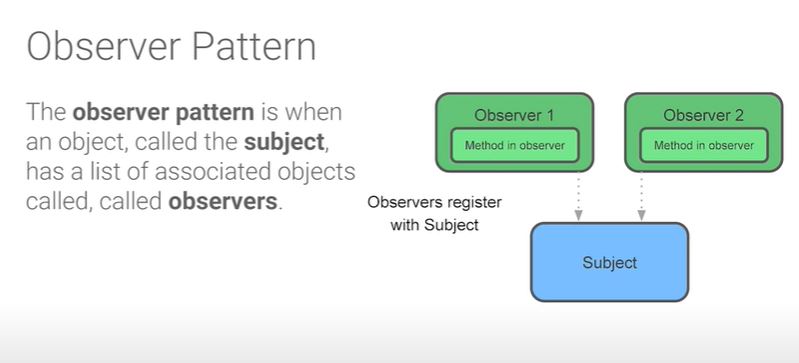 Observer Pattern
The observer pattern is when
an object, called the subject,
has a list of associated objects
called, called observers.
Observer 1
Method in observer
Observer 2
Method in observer
Observers register
with Subject
Subject